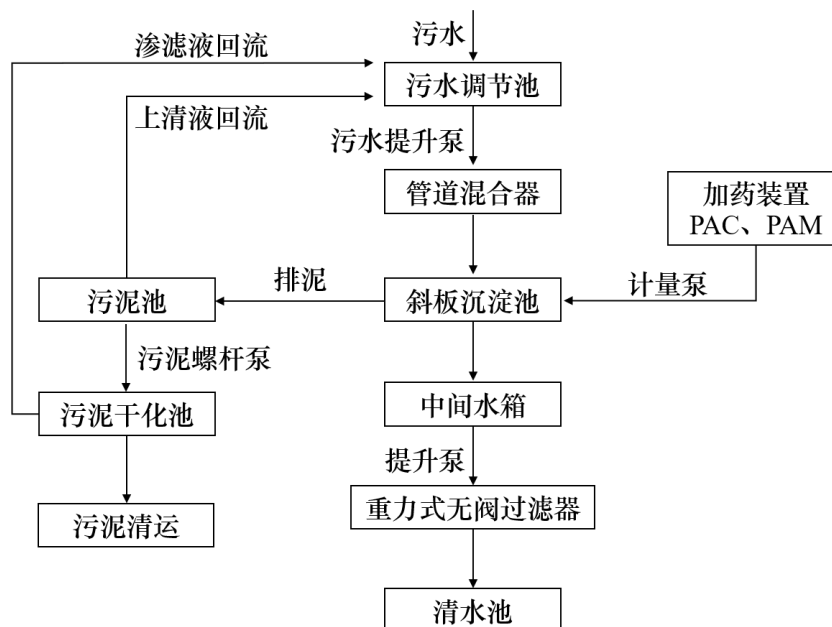 污水
渗滤液回流
污水调节池
上清液回流
污水提升泵
管道混合器
加药装置
PAC、PAM
排泥
计量泵
污泥池
斜板沉淀池
污泥螺杆泵
中间水箱
污泥干化池
提升泵
重力式无阀过滤器
污泥清运
清水池